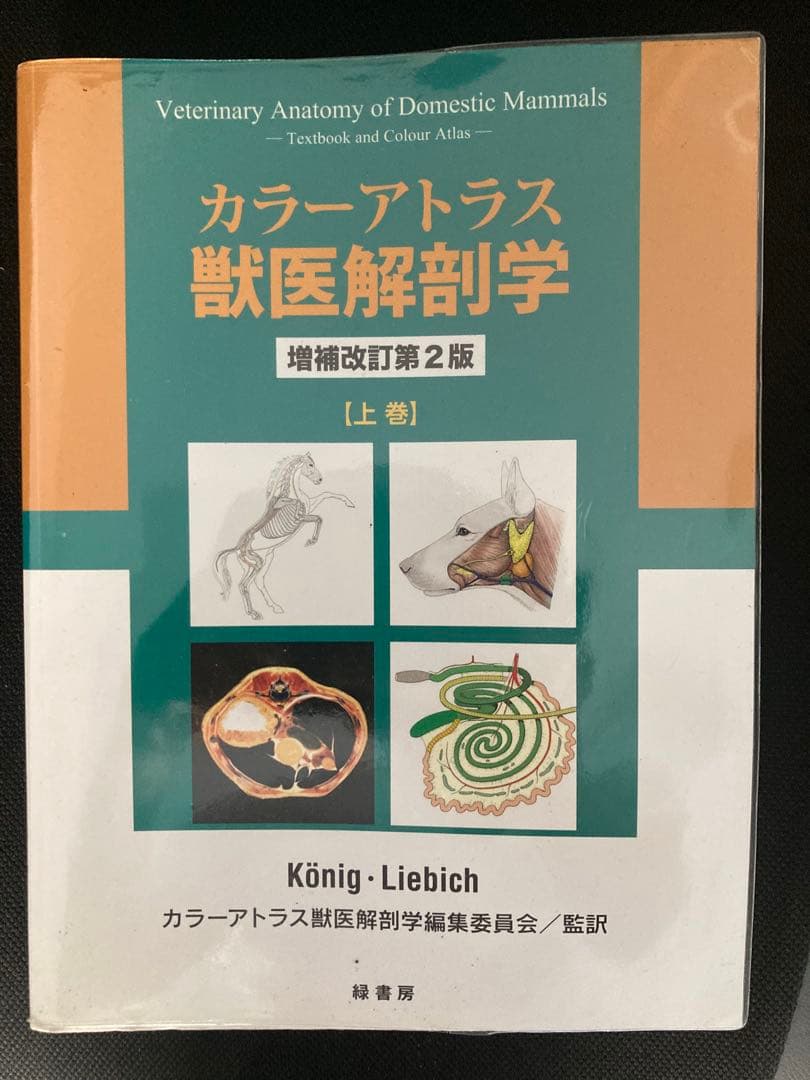 Veterinary Anatomy of Domestic Mammals
— Textbook and Colour Atlas —
カラーアトラス
獣医解剖学
増補改訂第2版
【上 巻】
König・Liebich
カラーアトラス獣医解剖学編集委員会／監訳
緑書房